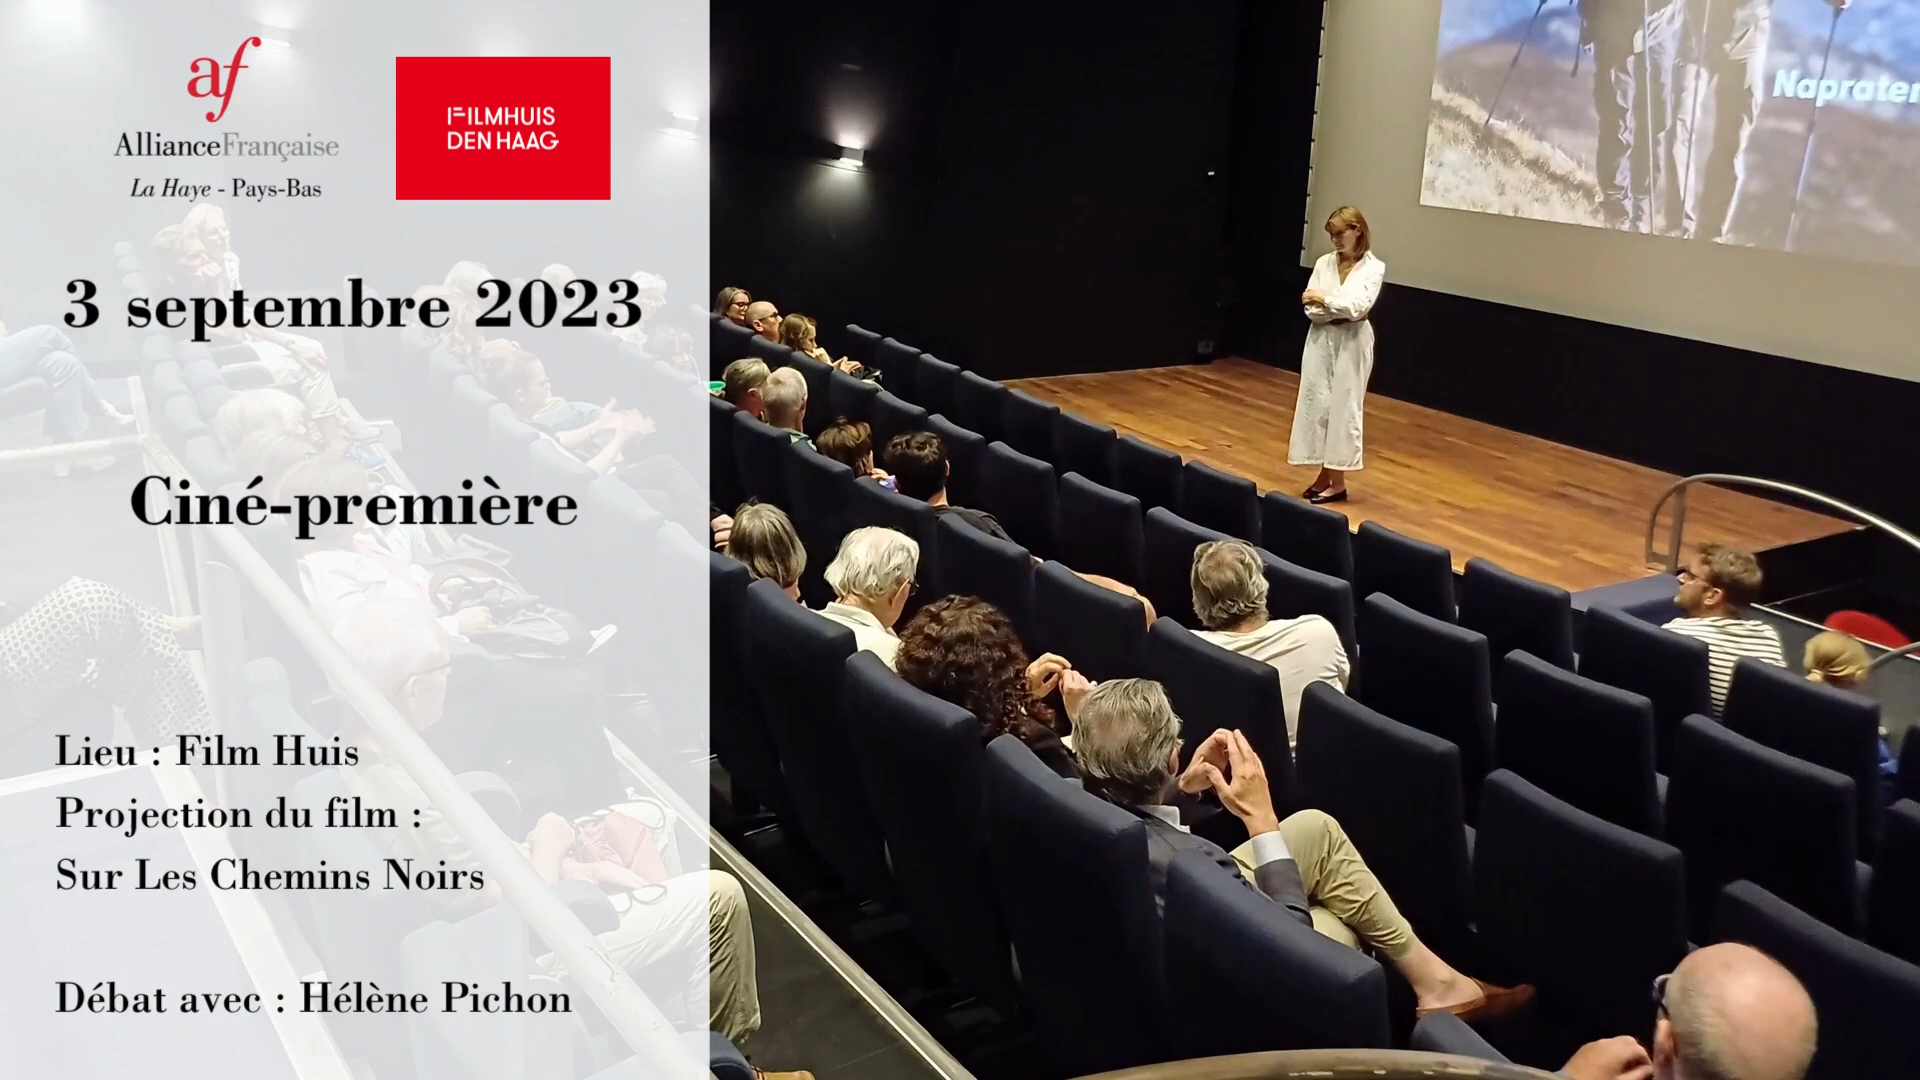 af
AllianceFrançaise
La Haye - Pays-Bas
FILMHUIS
DEN HAAG
3 septembre 2023
Ciné-première
Lieu : Film Huis
Projection du film :
Sur Les Chemins Noirs
Débat avec : Hélène Pichon